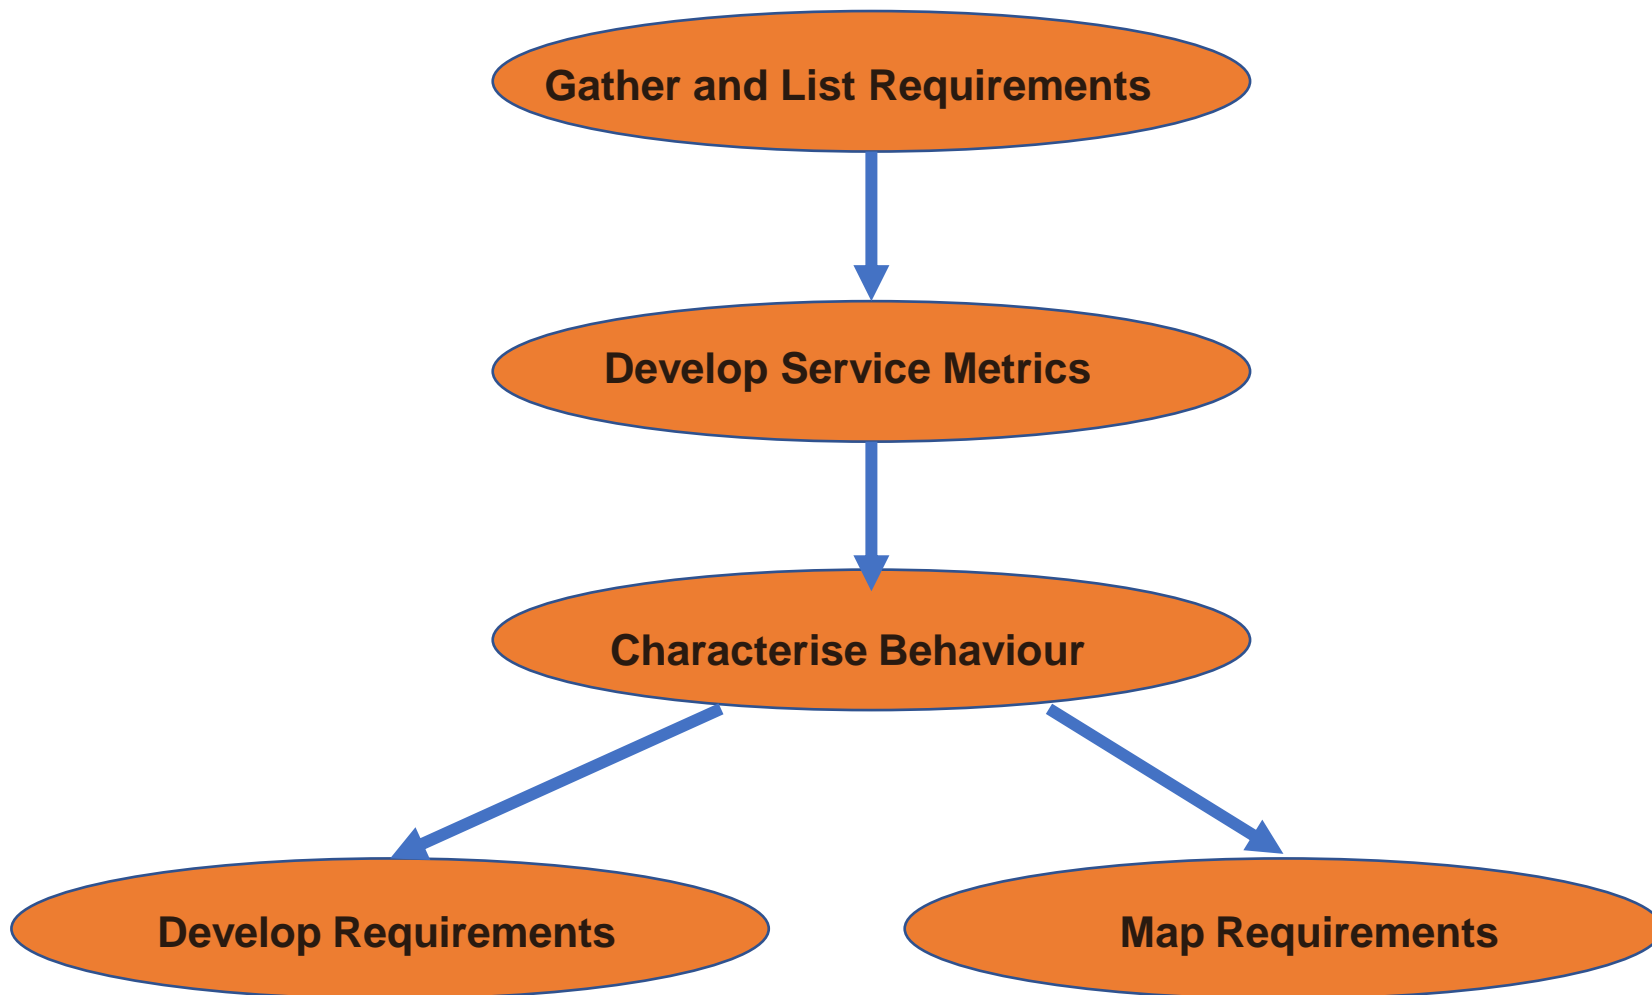 Gather and List Requirements
Develop Service Metrics
Characterise Behaviour
Develop Requirements
Map Requirements